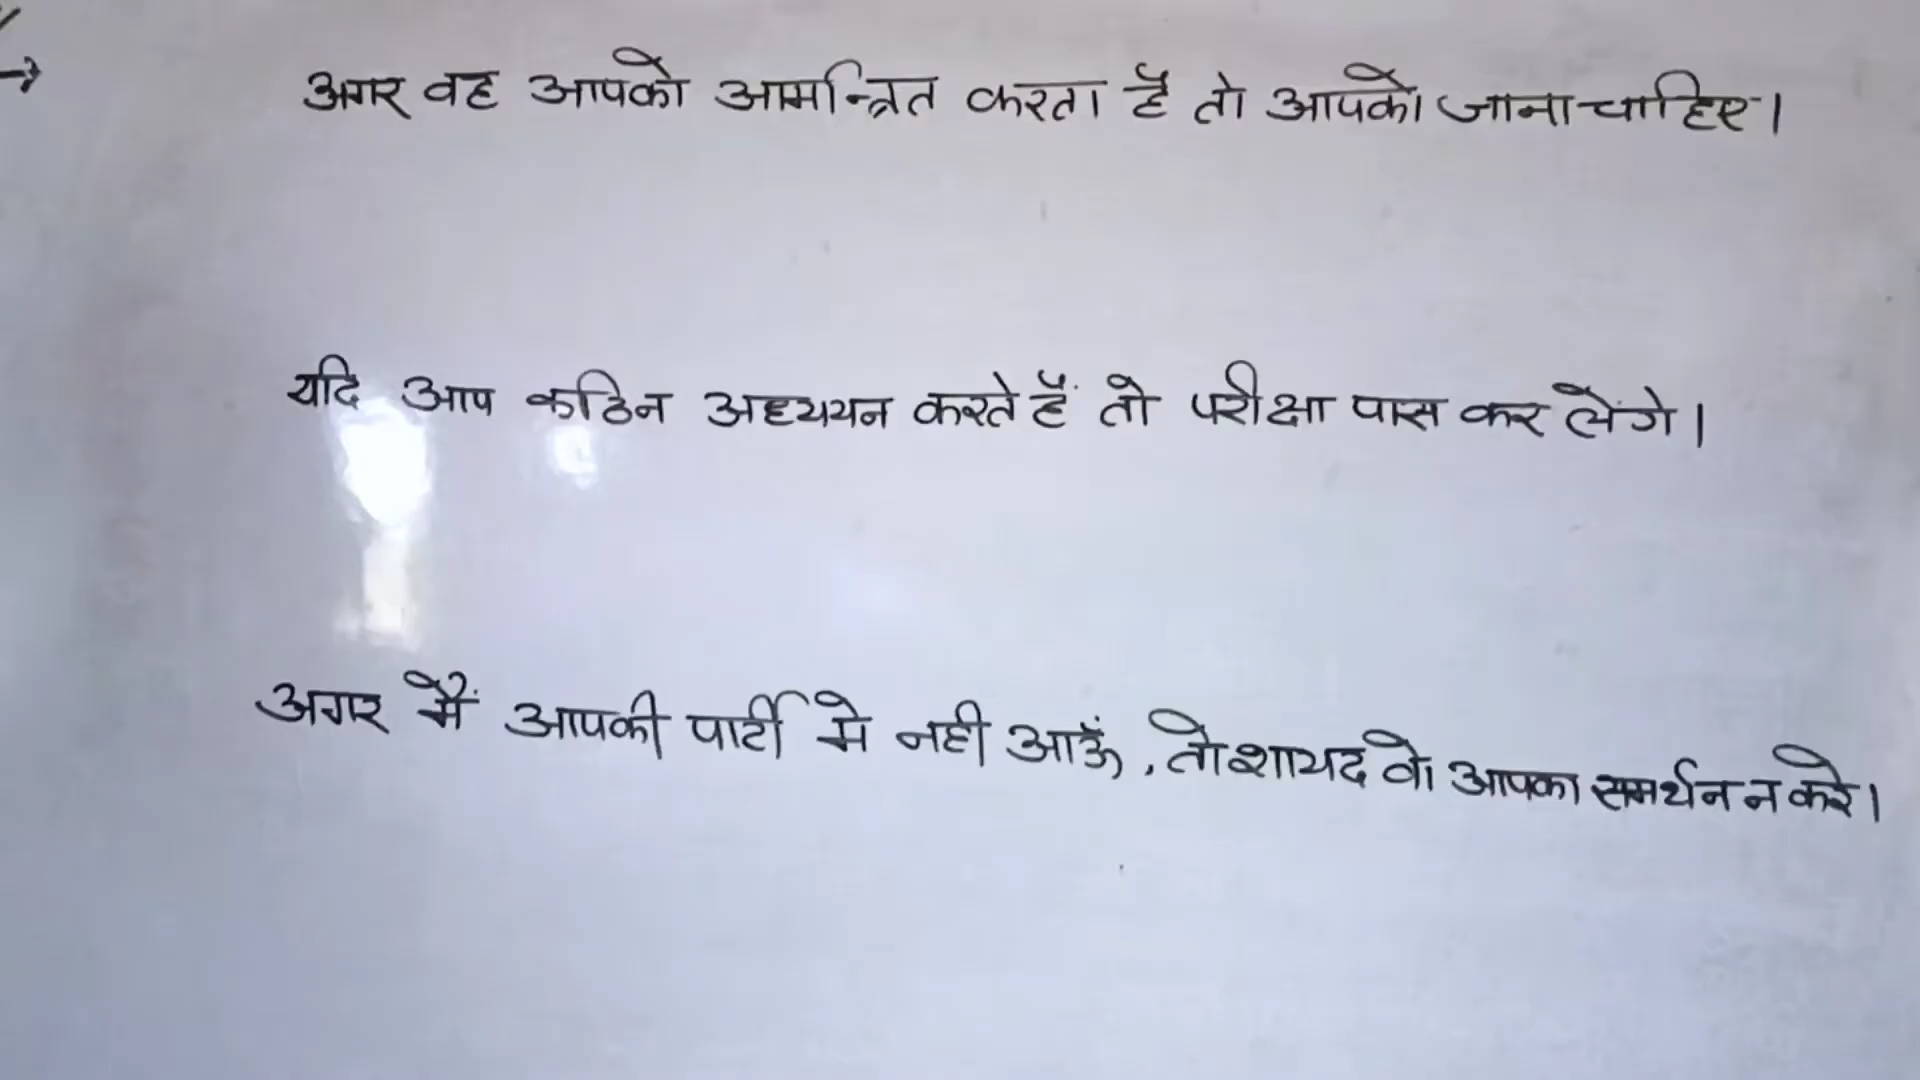 → अगर वह आपको आमन्त्रित करता है तो आपको जाना चाहिए।
यदि आप कठिन अध्ययन करते हैं तो परीक्षा पास कर लेंगे।
अगर मैं आपकी पार्टी मे नही आऊँ, तो शायद वो आपका समर्थन न करे।